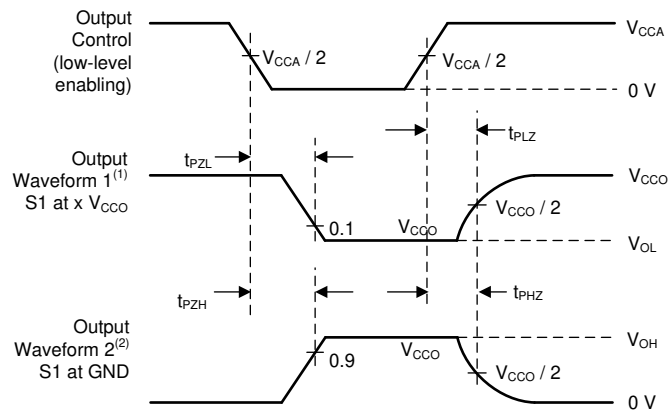 Output
Control
(low-level
enabling)
V_CCA / 2
V_CCA / 2
V_CCA
0 V
t_PZL
t_PLZ
Output
Waveform 1⁽¹⁾
S1 at x V_CCO
0.1
V_CCO
V_CCO / 2
V_CCO
V_OL
t_PZH
t_PHZ
Output
Waveform 2⁽²⁾
S1 at GND
0.9
V_CCO
V_CCO / 2
V_OH
0 V